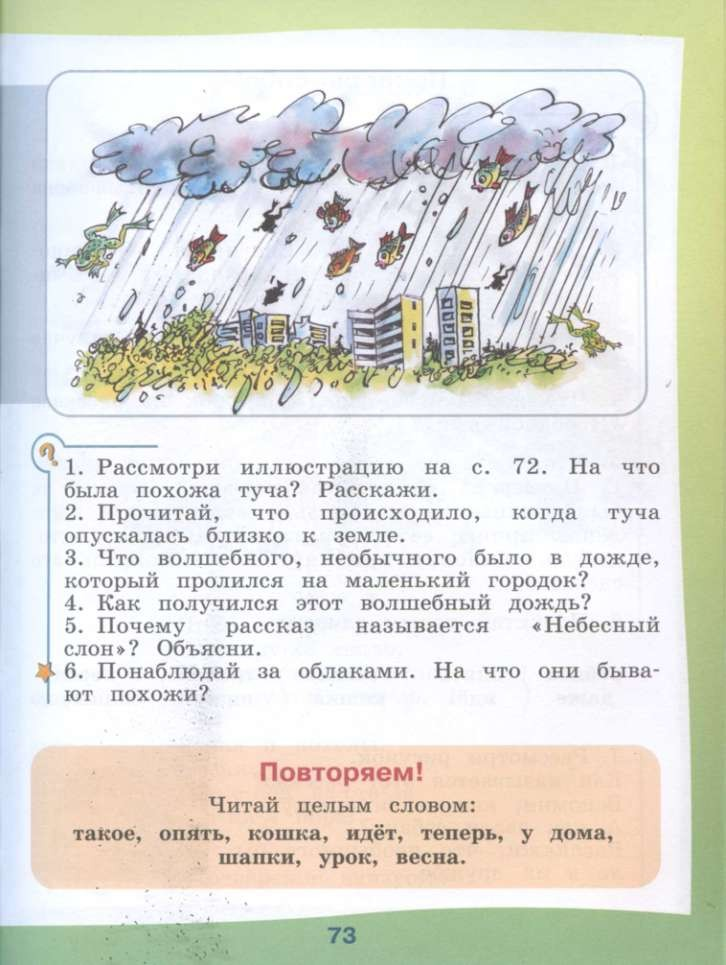 1. Рассмотри иллюстрацию на с. 72. На что
была похожа туча? Расскажи.
2. Прочитай, что происходило, когда туча
опускалась близко к земле.
3. Что волшебного, необычного было в дожде,
который пролился на маленький городок?
4. Как получился этот волшебный дождь?
5. Почему рассказ называется «Небесный
слон»? Объясни.
6. Понаблюдай за облаками. На что они быва-
ют похожи?
Повторяем!
Читай целым словом:
такое, опять, кошка, идёт, теперь, у дома,
шапки, урок, весна.
73